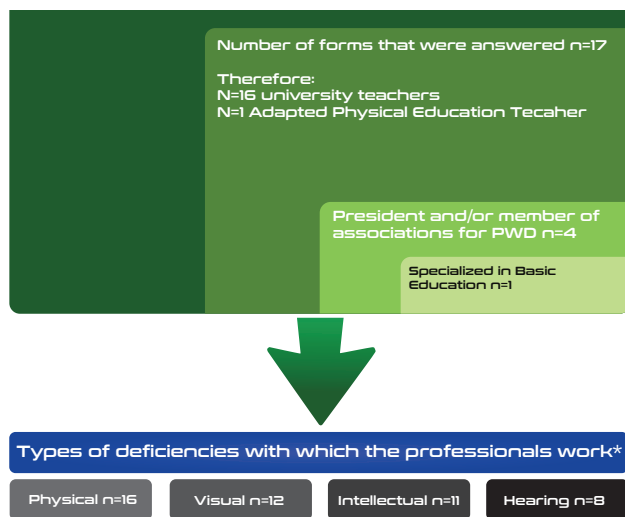 Number of forms that were answered n=17
Therefore:
N=16 university teachers
N=1 Adapted Physical Education Tecaher
President and/or member of
associations for PWD n=4
Specialized in Basic
Education n=1
Types of deficiencies with which the professionals work*
Physical n=16
Visual n=12
Intellectual n=11
Hearing n=8